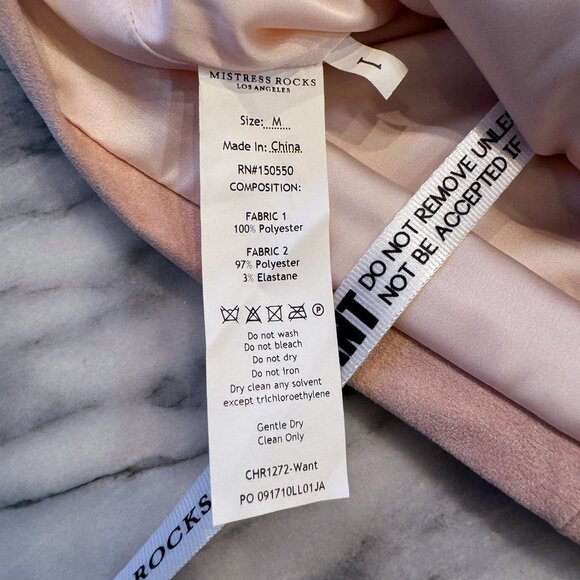 MISTRESS ROCKS
LOS ANGELES
Size: M
Made In: China
RN#150550
COMPOSITION:
FABRIC 1
100% Polyester
FABRIC 2
97% Polyester
3% Elastane
P
Do not wash
Do not bleach
Do not dry
Do not iron
Dry clean any solvent
except trichloroethylene
Gentle Dry
Clean Only
CHR1272-Want
PO 091710LL01JA
1
DO NOT REMOVE
NOT BE ACCEPTED IF
ROCKS